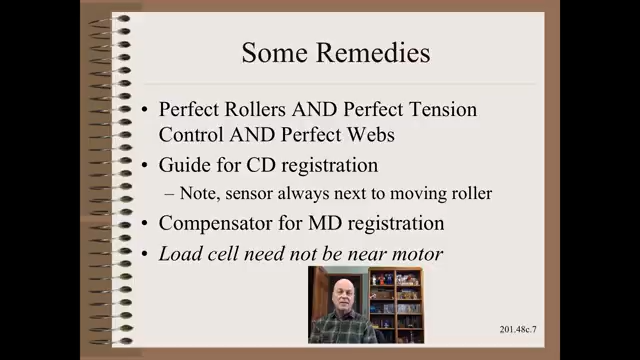 Some Remedies
• Perfect Rollers AND Perfect Tension
Control AND Perfect Webs
• Guide for CD registration
– Note, sensor always next to moving roller
• Compensator for MD registration
• Load cell need not be near motor
201.48c.7